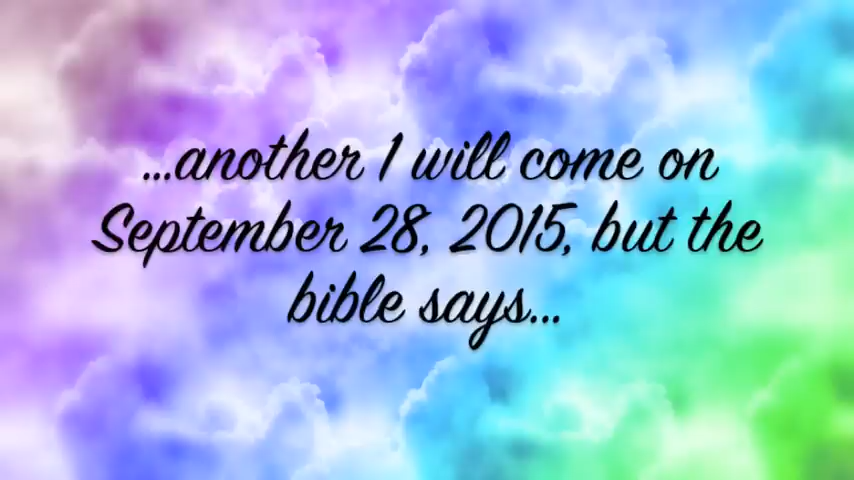 ...another 1 will come on
September 28, 2015, but the
bible says...